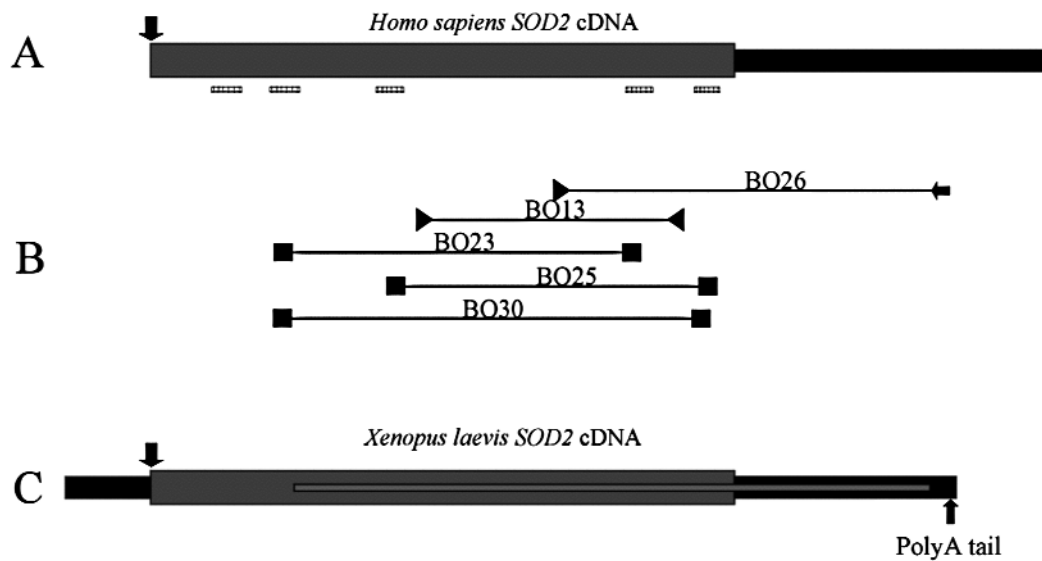 A
Homo sapiens SOD2 cDNA
B
BO26
BO13
BO23
BO25
BO30
C
Xenopus laevis SOD2 cDNA
PolyA tail